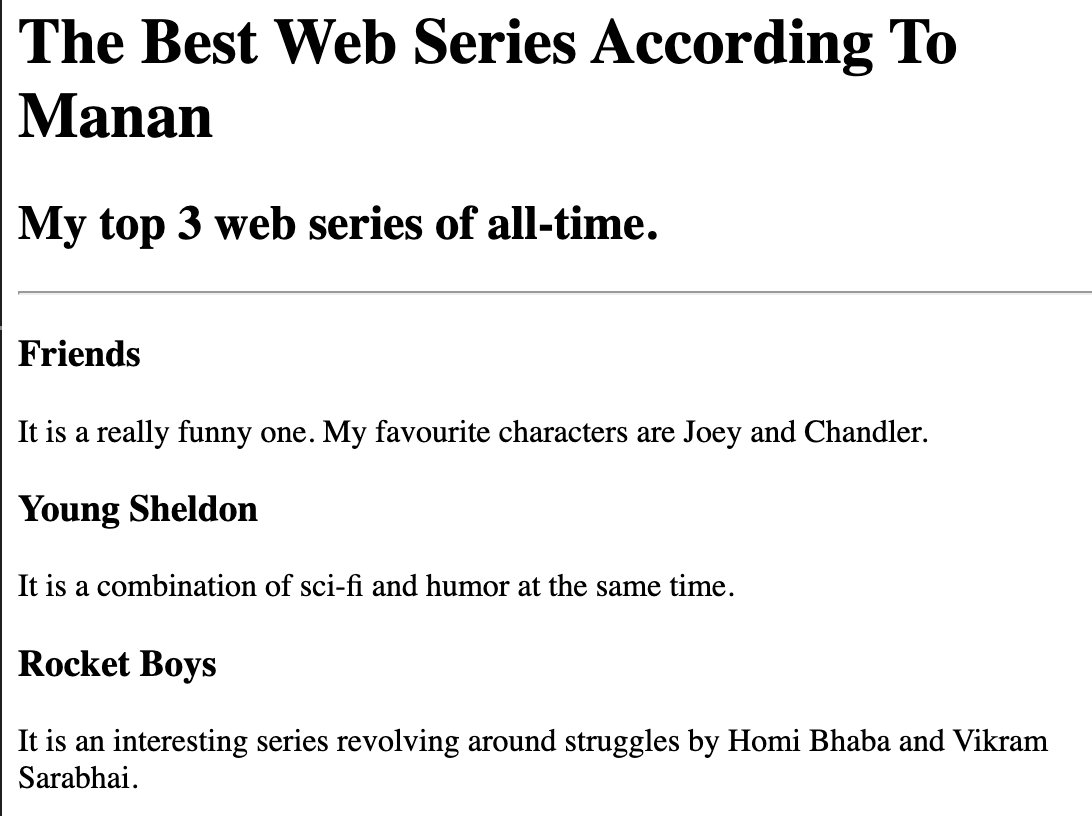 The Best Web Series According To
Manan
My top 3 web series of all-time.
Friends
It is a really funny one. My favourite characters are Joey and Chandler.
Young Sheldon
It is a combination of sci-fi and humor at the same time.
Rocket Boys
It is an interesting series revolving around struggles by Homi Bhaba and Vikram
Sarabhai.